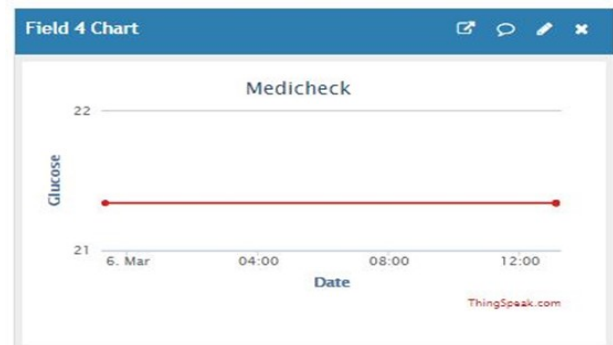 Field 4 Chart
Medicheck
22
Glucose
21
6. Mar 04:00 08:00 12:00
Date
ThingSpeak.com